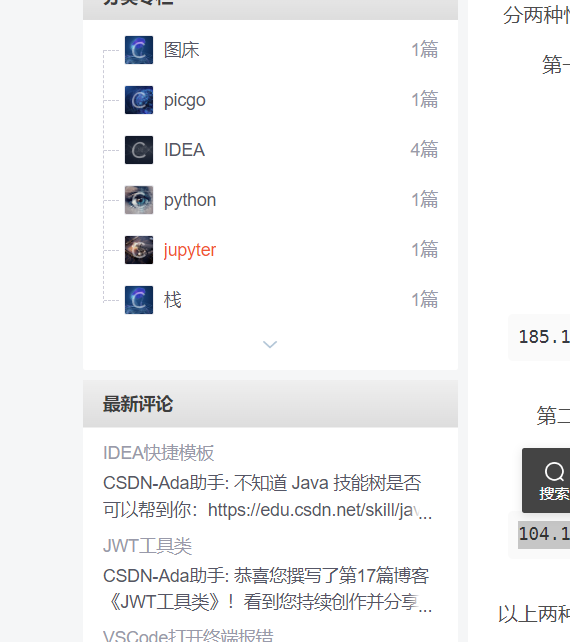 分类专栏
图床 1篇
picgo 1篇
IDEA 4篇
python 1篇
jupyter 1篇
栈 1篇
最新评论
IDEA快捷模板
CSDN-Ada助手: 不知道 Java 技能树是否
可以帮到你：https://edu.csdn.net/skill/jav...
JWT工具类
CSDN-Ada助手: 恭喜您撰写了第17篇博客
《JWT工具类》！看到您持续创作并分享...
VSCode打开终端报错
分两种
第
185.1
第二
搜索
104.1
以上两种